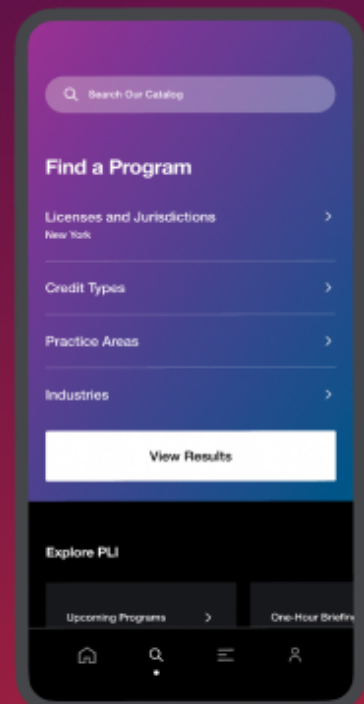 Search Our Catalog
Find a Program
Licenses and Jurisdictions
New York
Credit Types
Practice Areas
Industries
View Results
Explore PLI
Upcoming Programs
One-Hour Briefin